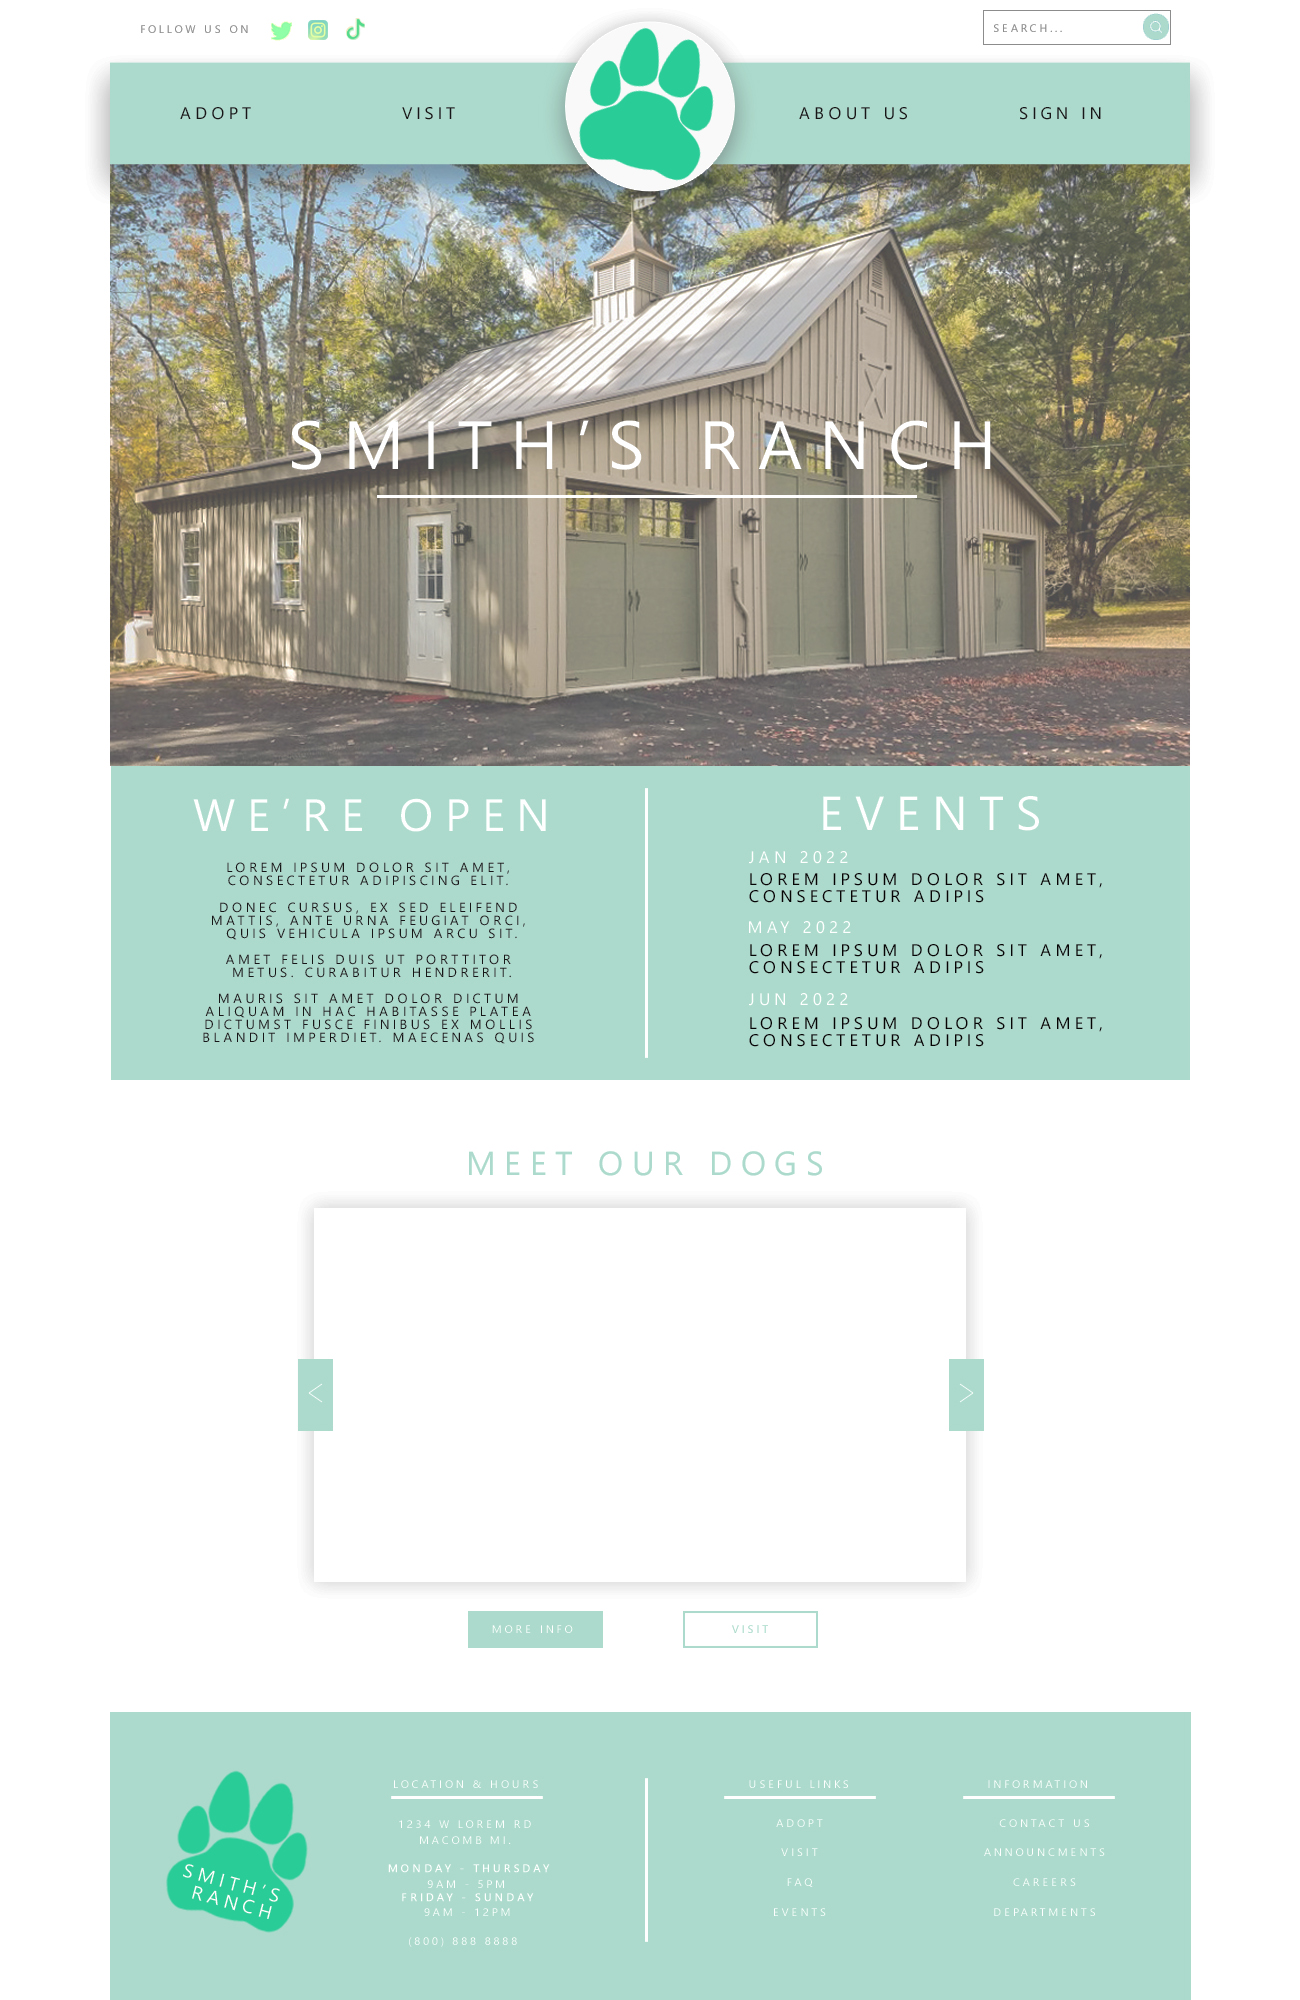 FOLLOW US ON
SEARCH...
ADOPT
VISIT
ABOUT US
SIGN IN
SMITH'S RANCH
WE'RE OPEN
LOREM IPSUM DOLOR SIT AMET,
CONSECTETUR ADIPISCING ELIT.
DONEC CURSUS, EX SED ELEIFEND
MATTIS, ANTE URNA FEUGIAT ORCI,
QUIS VEHICULA IPSUM ARCU SIT.
AMET FELIS DUIS UT PORTTITOR
METUS. CURABITUR HENDRERIT.
MAURIS SIT AMET DOLOR DICTUM
ALIQUAM IN HAC HABITASSE PLATEA
DICTUMST FUSCE FINIBUS EX MOLLIS
BLANDIT IMPERDIET. MAECENAS QUIS
EVENTS
JAN 2022
LOREM IPSUM DOLOR SIT AMET,
CONSECTETUR ADIPIS
MAY 2022
LOREM IPSUM DOLOR SIT AMET,
CONSECTETUR ADIPIS
JUN 2022
LOREM IPSUM DOLOR SIT AMET,
CONSECTETUR ADIPIS
MEET OUR DOGS
<
>
MORE INFO
VISIT
SMITH'S
RANCH
LOCATION & HOURS
1234 W LOREM RD
MACOMB MI.
MONDAY - THURSDAY
9AM - 5PM
FRIDAY - SUNDAY
9AM - 12PM
(800) 888 8888
USEFUL LINKS
ADOPT
VISIT
FAQ
EVENTS
INFORMATION
CONTACT US
ANNOUNCMENTS
CAREERS
DEPARTMENTS